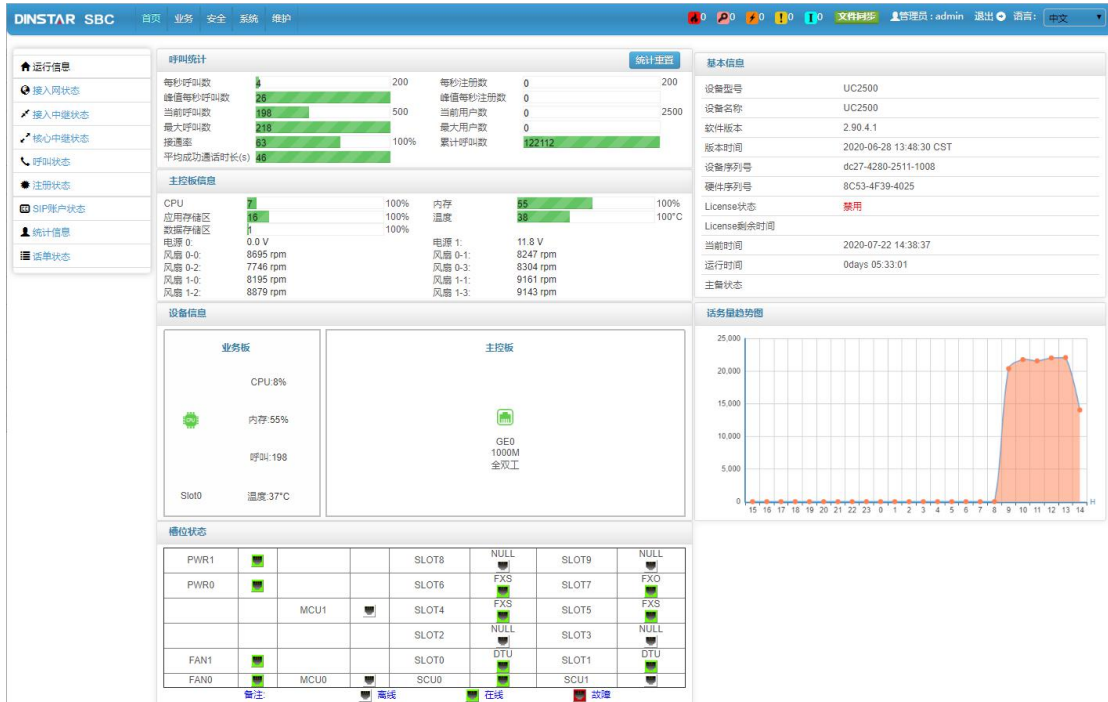 DINSTAR SBC 首页 业务 安全 系统 维护 0 0 0 0 0 文件同步 管理员 : admin 退出 语言: 中文
运行信息
接入网状态
接入中继状态
核心中继状态
呼叫状态
注册状态
SIP账户状态
统计信息
话单状态
呼叫统计 统计重置
每秒呼叫数 4 200 每秒注册数 0 200
峰值每秒呼叫数 26 峰值每秒注册数 0
当前呼叫数 198 500 当前用户数 0 2500
最大呼叫数 218 最大用户数 0
接通率 63 100% 累计呼叫数 122112
平均成功通话时长(s) 46
主控板信息
CPU 7 100% 内存 55 100%
应用存储区 16 100% 温度 38 100°C
数据存储区 1 100%
电源 0: 0.0 V 电源 1: 11.8 V
风扇 0-0: 8695 rpm 风扇 0-1: 8247 rpm
风扇 0-2: 7746 rpm 风扇 0-3: 8304 rpm
风扇 1-0: 8195 rpm 风扇 1-1: 9161 rpm
风扇 1-2: 8879 rpm 风扇 1-3: 9143 rpm
设备信息
业务板
CPU:8%
CPU
内存:55%
呼叫:198
Slot0 温度:37°C
主控板
GE0
1000M
全双工
槽位状态
PWR1 SLOT8 NULL SLOT9 NULL
PWR0 SLOT6 FXS SLOT7 FXO
MCU1 SLOT4 FXS SLOT5 FXS
SLOT2 NULL SLOT3 NULL
FAN1 SLOT0 DTU SLOT1 DTU
FAN0 MCU0 SCU0 SCU1
备注: 离线 在线 故障
基本信息
设备型号 UC2500
设备名称 UC2500
软件版本 2.90.4.1
版本时间 2020-06-28 13:48:30 CST
设备序列号 dc27-4280-2511-1008
硬件序列号 8C53-4F39-4025
License状态 禁用
License剩余时间
当前时间 2020-07-22 14:38:37
运行时间 0days 05:33:01
主备状态
话务量趋势图
25,000
20,000
15,000
10,000
5,000
0 H
15 16 17 18 19 20 21 22 23 0 1 2 3 4 5 6 7 8 9 10 11 12 13 14